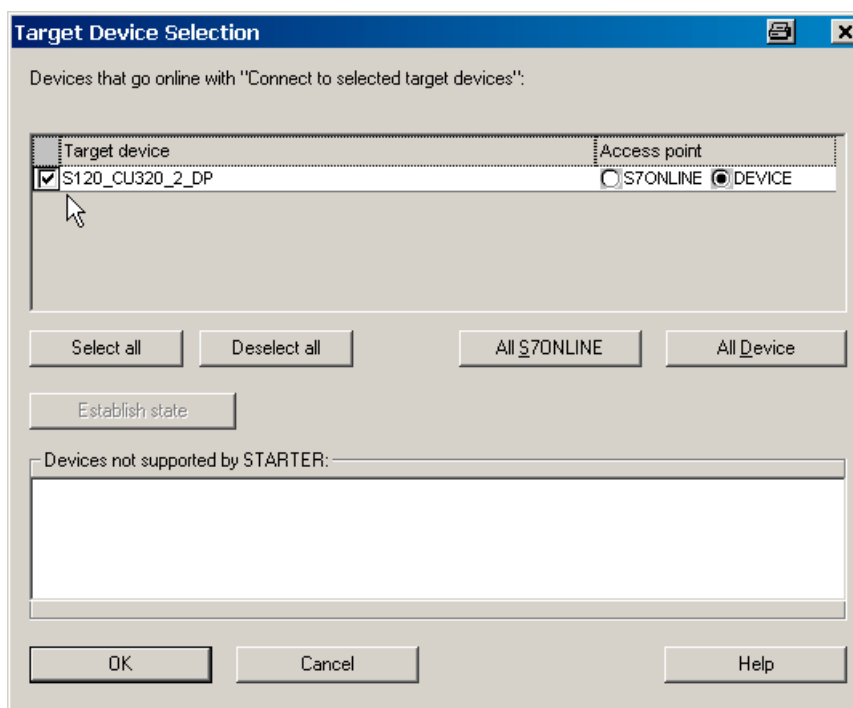 Target Device Selection
Devices that go online with "Connect to selected target devices":
Target device Access point
S120_CU320_2_DP S7ONLINE DEVICE
Select all Deselect all All S7ONLINE All Device
Establish state
Devices not supported by STARTER:
OK Cancel Help